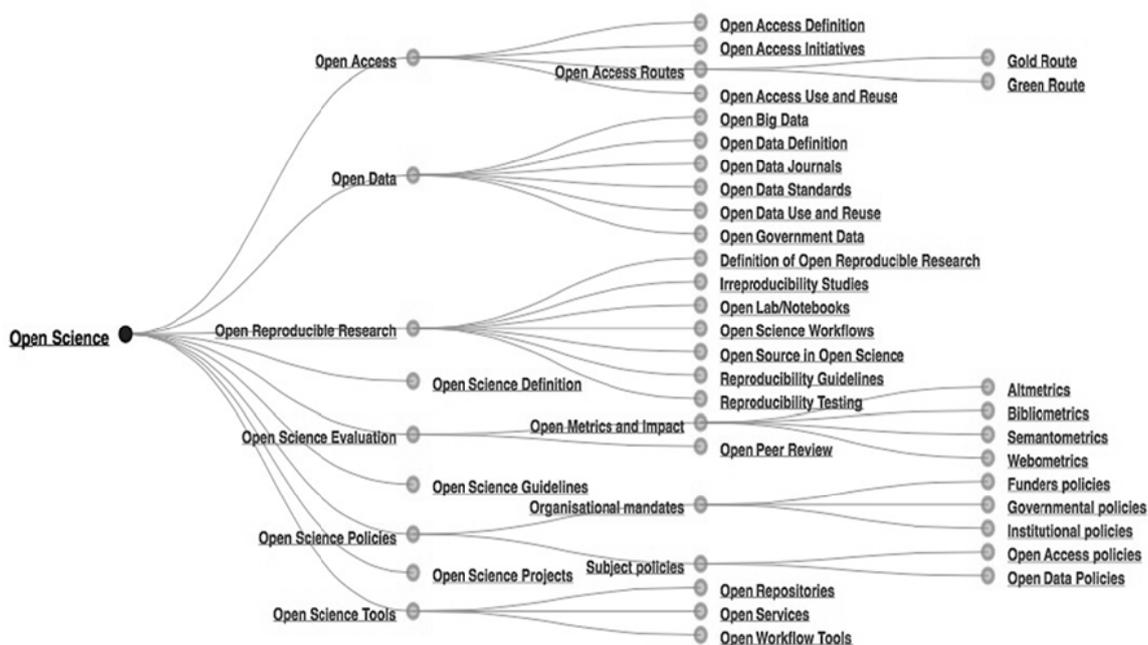 Open Science
Open Access
Open Access Definition
Open Access Initiatives
Open Access Routes
Gold Route
Green Route
Open Access Use and Reuse
Open Data
Open Big Data
Open Data Definition
Open Data Journals
Open Data Standards
Open Data Use and Reuse
Open Government Data
Open Reproducible Research
Definition of Open Reproducible Research
Irreproducibility Studies
Open Lab/Notebooks
Open Science Workflows
Open Source in Open Science
Reproducibility Guidelines
Reproducibility Testing
Open Science Definition
Open Science Evaluation
Open Metrics and Impact
Altmetrics
Bibliometrics
Semantometrics
Webometrics
Open Peer Review
Open Science Guidelines
Open Science Policies
Organisational mandates
Funders policies
Governmental policies
Institutional policies
Subject policies
Open Access policies
Open Data Policies
Open Science Projects
Open Science Tools
Open Repositories
Open Services
Open Workflow Tools